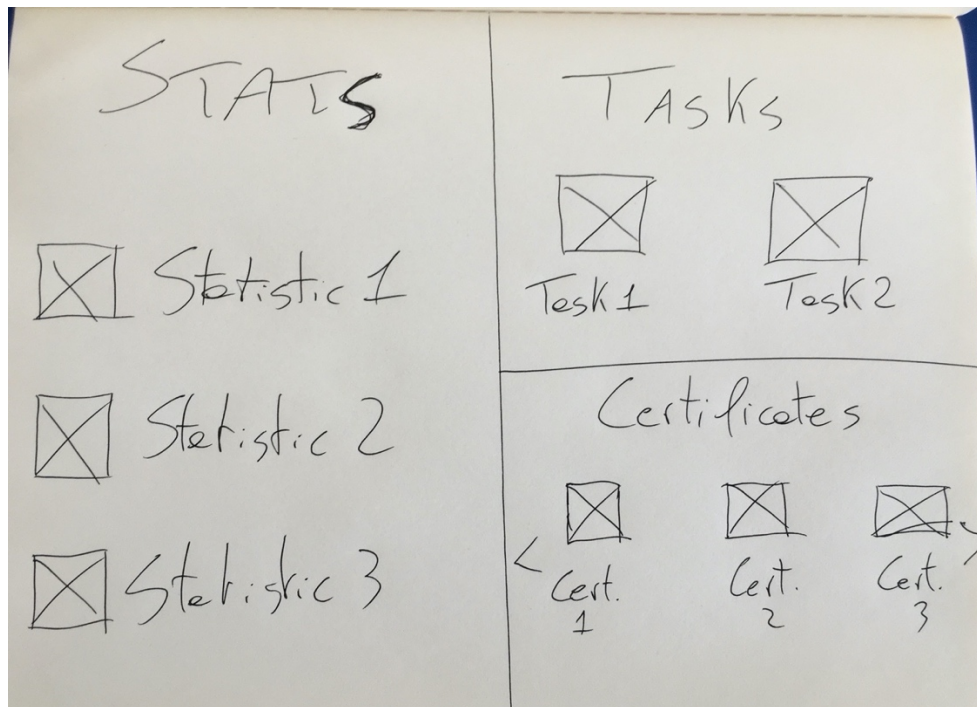 STATS
Statistic 1
Statistic 2
Statistic 3
TASKS
Task 1
Task 2
Certificates
<
Cert.
1
Cert.
2
Cert.
3
>